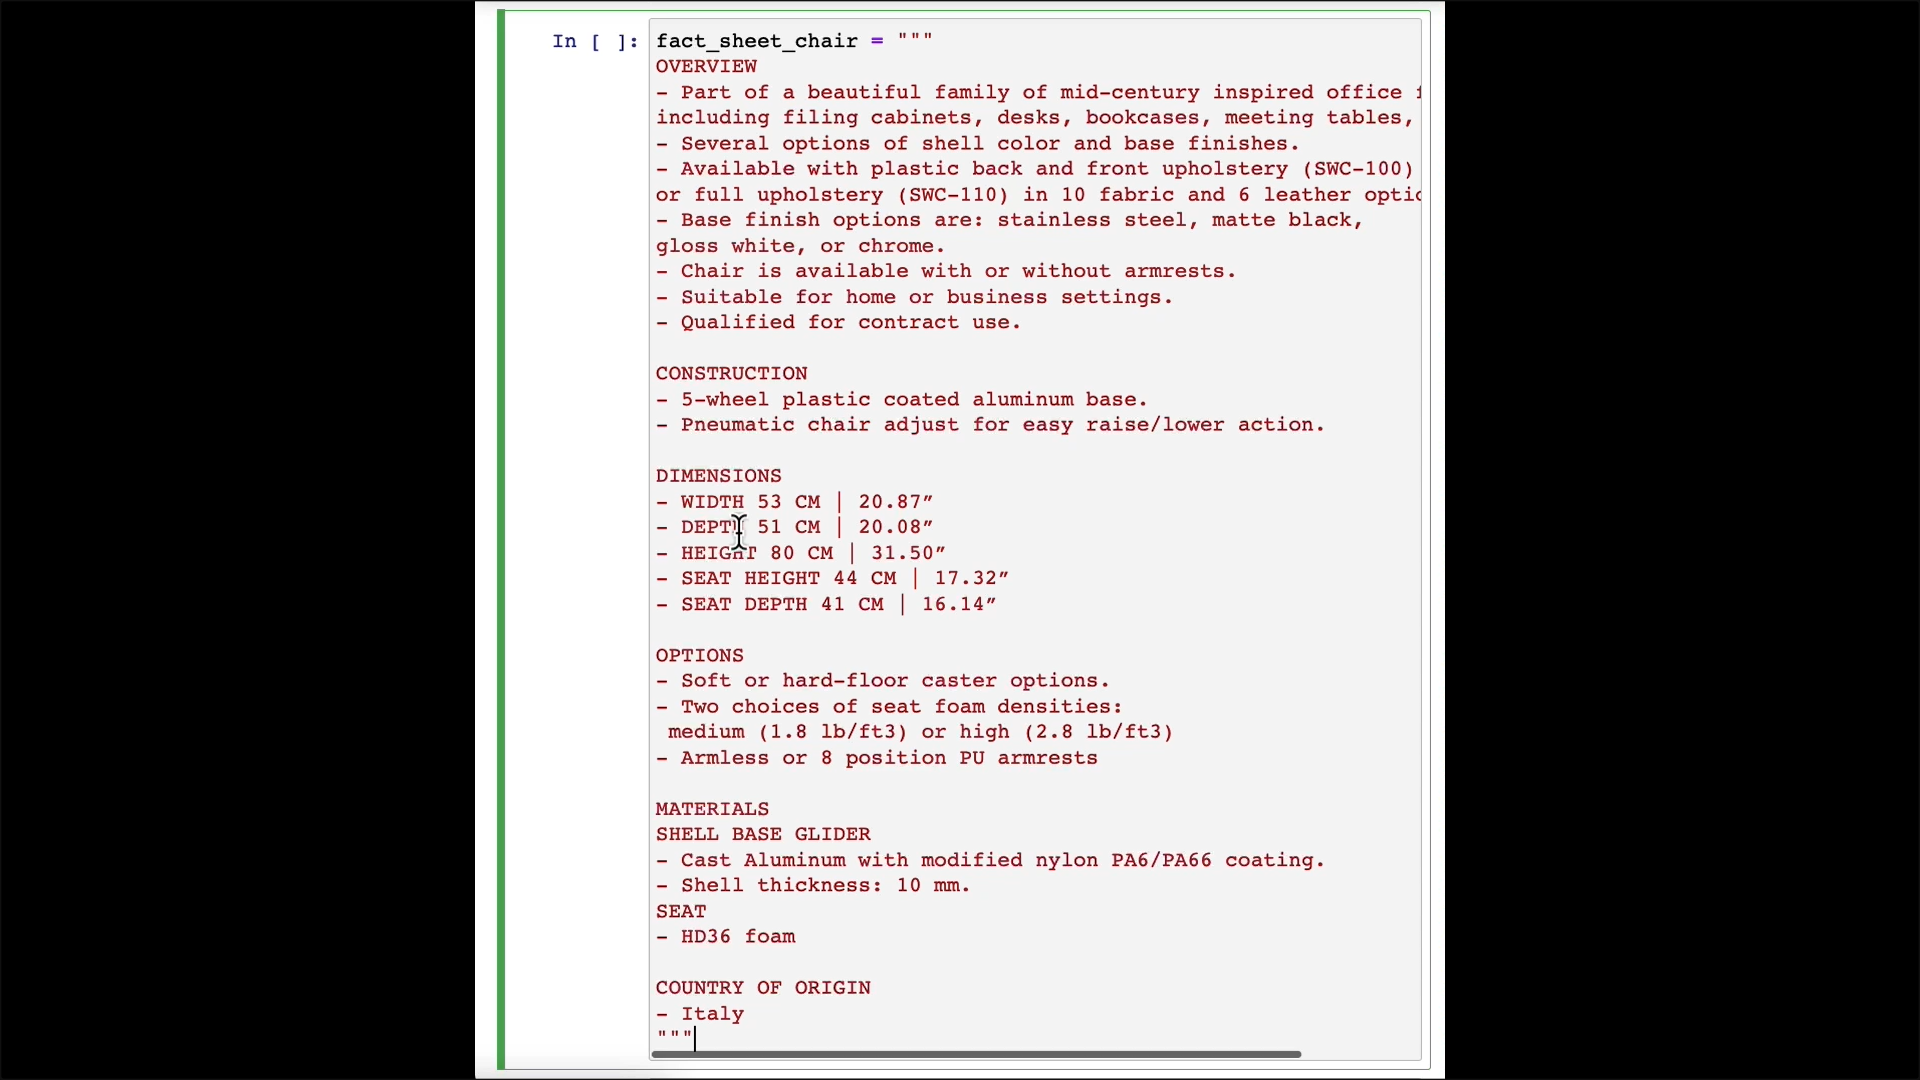 In [ ]: fact_sheet_chair = """
OVERVIEW
- Part of a beautiful family of mid-century inspired office
including filing cabinets, desks, bookcases, meeting tables,
- Several options of shell color and base finishes.
- Available with plastic back and front upholstery (SWC-100)
or full upholstery (SWC-110) in 10 fabric and 6 leather
- Base finish options are: stainless steel, matte black,
gloss white, or chrome.
- Chair is available with or without armrests.
- Suitable for home or business settings.
- Qualified for contract use.
CONSTRUCTION
- 5-wheel plastic coated aluminum base.
- Pneumatic chair adjust for easy raise/lower action.
DIMENSIONS
- WIDTH 53 CM | 20.87”
- DEPTH 51 CM | 20.08”
- HEIGHT 80 CM | 31.50”
- SEAT HEIGHT 44 CM | 17.32”
- SEAT DEPTH 41 CM | 16.14”
OPTIONS
- Soft or hard-floor caster options.
- Two choices of seat foam densities:
medium (1.8 lb/ft3) or high (2.8 lb/ft3)
- Armless or 8 position PU armrests
MATERIALS
SHELL BASE GLIDER
- Cast Aluminum with modified nylon PA6/PA66 coating.
- Shell thickness: 10 mm.
SEAT
- HD36 foam
COUNTRY OF ORIGIN
- Italy
"""